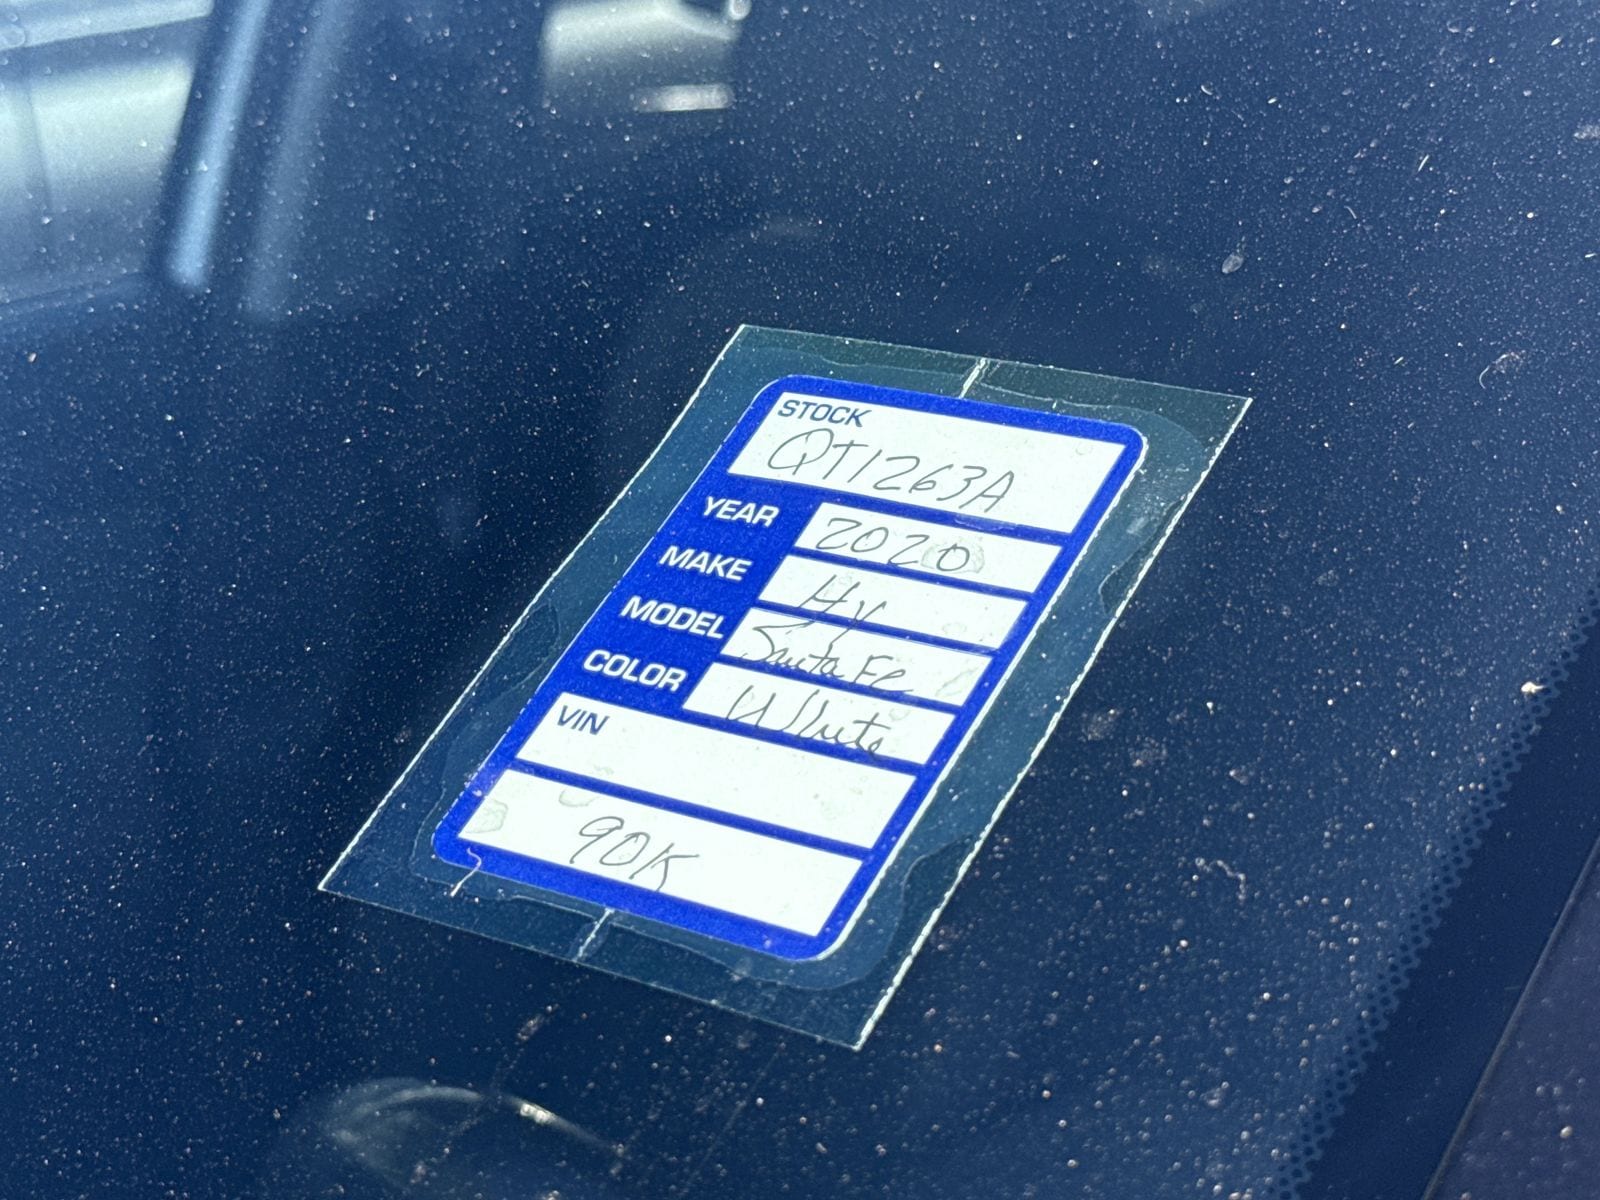 STOCK
QT1263A
YEAR 2020
MAKE Hy
MODEL Santa Fe
COLOR White
VIN
90K